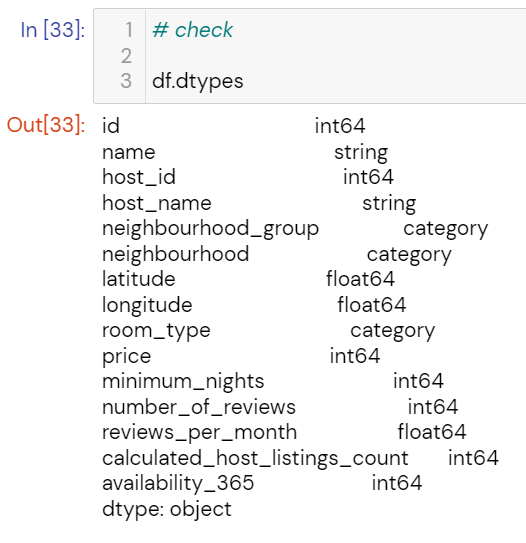 In [33]: 1 # check
2
3 df.dtypes
Out[33]: id int64
name string
host_id int64
host_name string
neighbourhood_group category
neighbourhood category
latitude float64
longitude float64
room_type category
price int64
minimum_nights int64
number_of_reviews int64
reviews_per_month float64
calculated_host_listings_count int64
availability_365 int64
dtype: object